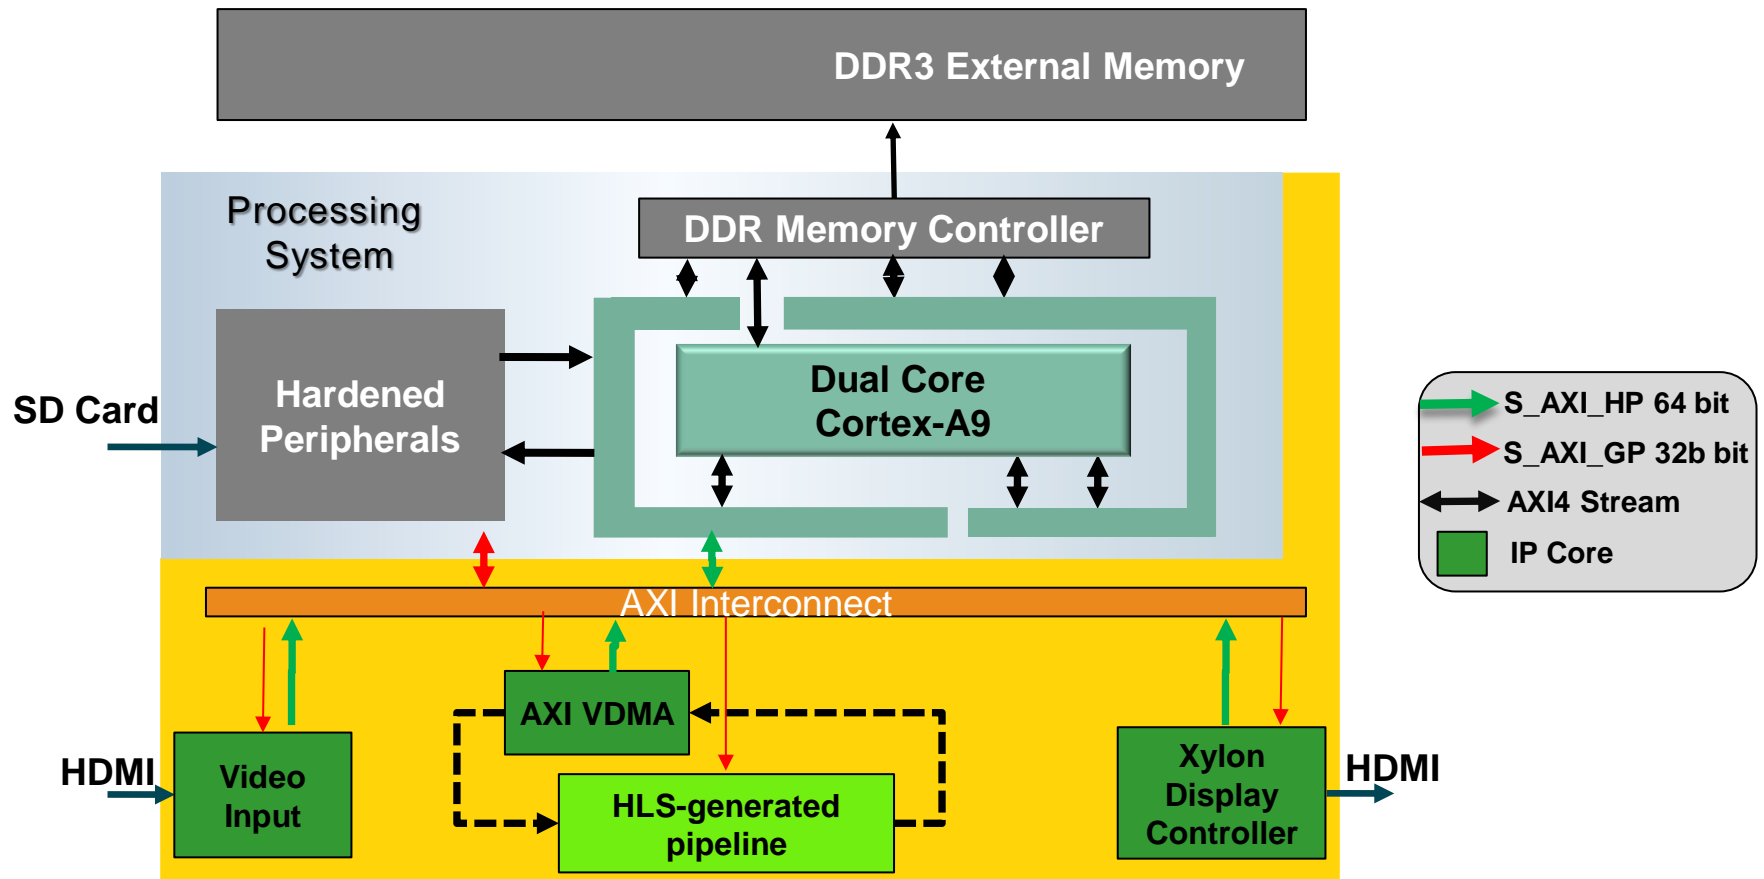 DDR3 External Memory
Processing
System
DDR Memory Controller
Hardened
Peripherals
SD Card
Dual Core
Cortex-A9
S_AXI_HP 64 bit
S_AXI_GP 32b bit
AXI4 Stream
IP Core
AXI Interconnect
AXI VDMA
HDMI
Video
Input
HLS-generated
pipeline
Xylon
Display
Controller
HDMI